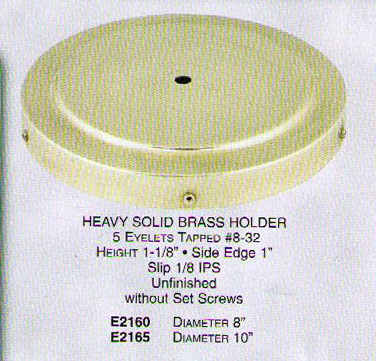 HEAVY SOLID BRASS HOLDER
5 EYELETS TAPPED #8-32
HEIGHT 1-1/8” • Side Edge 1”
Slip 1/8 IPS
Unfinished
without Set Screws
E2160 DIAMETER 8”
E2165 DIAMETER 10”